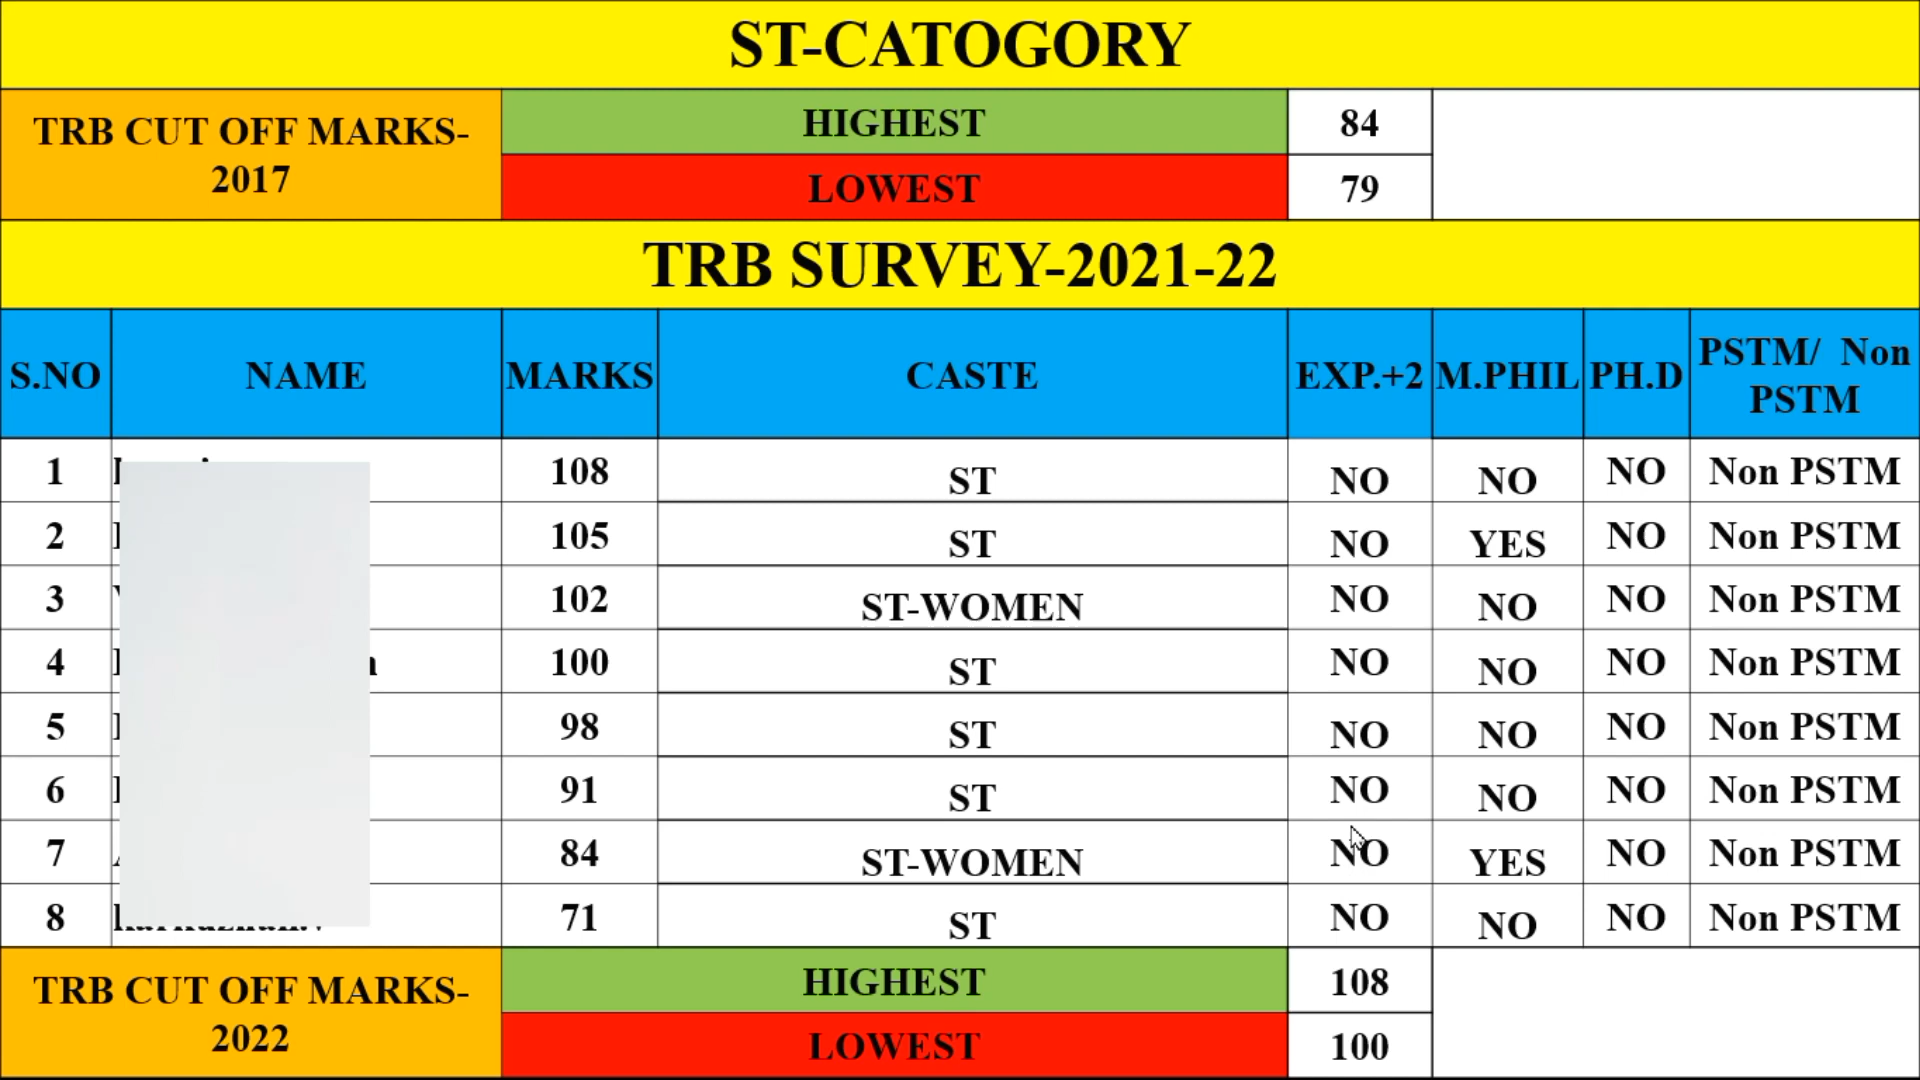 ST-CATOGORY
TRB CUT OFF MARKS-
2017
HIGHEST 84
LOWEST 79
TRB SURVEY-2021-22
S.NO NAME MARKS CASTE EXP.+2 M.PHIL PH.D PSTM/ Non
PSTM
1 108 ST NO NO NO Non PSTM
2 105 ST NO YES NO Non PSTM
3 102 ST-WOMEN NO NO NO Non PSTM
4 100 ST NO NO NO Non PSTM
5 98 ST NO NO NO Non PSTM
6 91 ST NO NO NO Non PSTM
7 84 ST-WOMEN NO YES NO Non PSTM
8 71 ST NO NO NO Non PSTM
TRB CUT OFF MARKS-
2022
HIGHEST 108
LOWEST 100